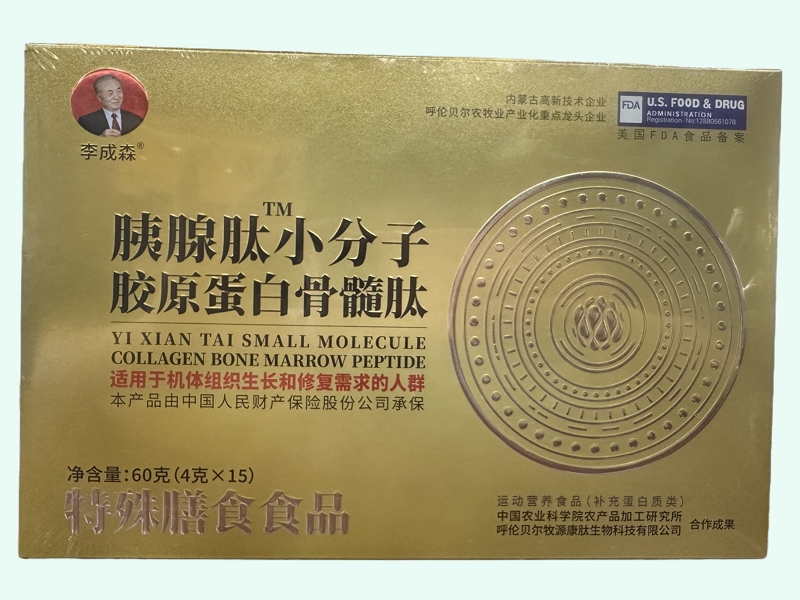 李成森®
内蒙古高新技术企业
呼伦贝尔农牧业产业化重点龙头企业
FDA
U.S. FOOD & DRUG
ADMINISTRATION
Registration No:12880561078
美国FDA食品备案
胰腺肽™小分子
胶原蛋白骨髓肽
YI XIAN TAI SMALL MOLECULE
COLLAGEN BONE MARROW PEPTIDE
适用于机体组织生长和修复需求的人群
本产品由中国人民财产保险股份公司承保
净含量:60克(4克×15)
特殊膳食食品
运动营养食品(补充蛋白质类)
中国农业科学院农产品加工研究所
呼伦贝尔牧源康肽生物科技有限公司
合作成果